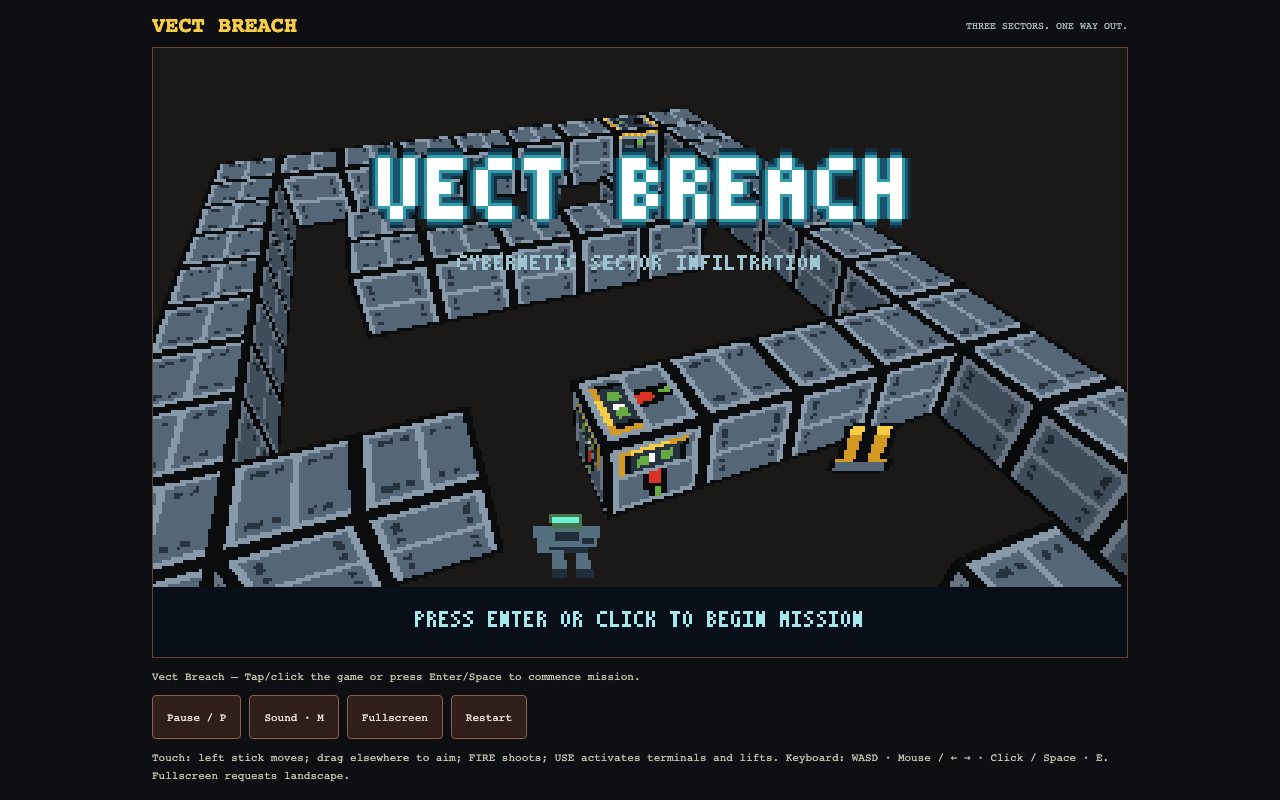 VECT BREACH
THREE SECTORS. ONE WAY OUT.
VECT BREACH
CYBERNETIC SECTOR INFILTRATION
PRESS ENTER OR CLICK TO BEGIN MISSION
Vect Breach — Tap/click the game or press Enter/Space to commence mission.
Pause / P
Sound · M
Fullscreen
Restart
Touch: left stick moves; drag elsewhere to aim; FIRE shoots; USE activates terminals and lifts. Keyboard: WASD · Mouse / ← → · Click / Space · E.
Fullscreen requests landscape.